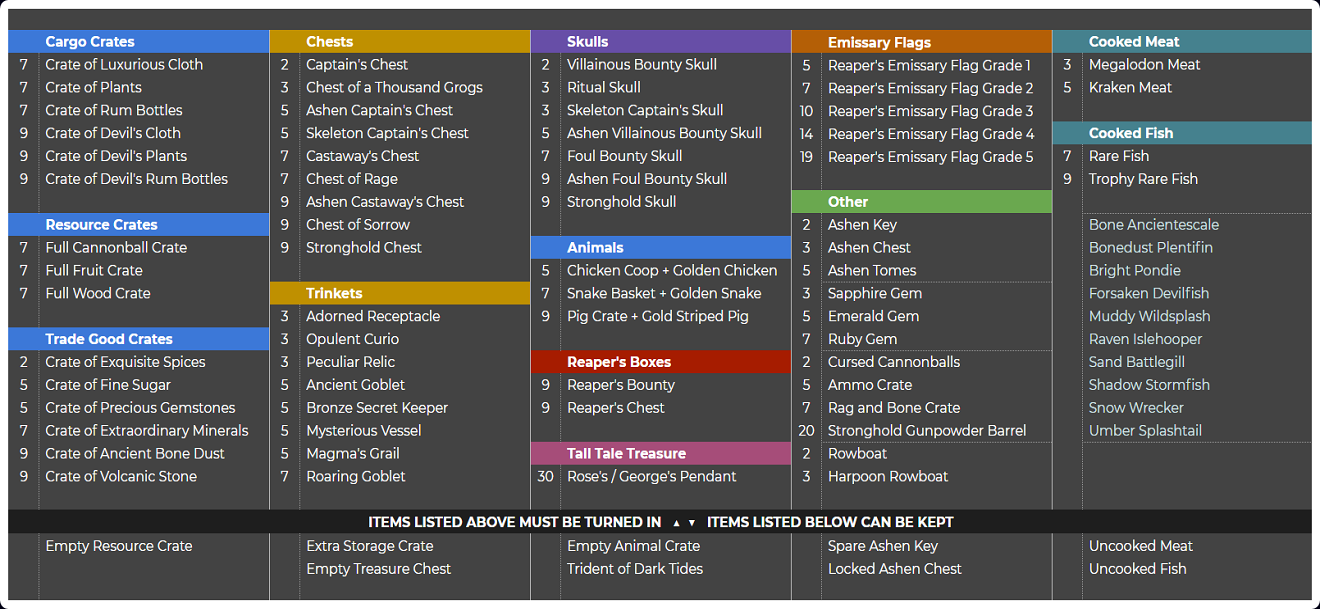 Cargo Crates
7 Crate of Luxurious Cloth
7 Crate of Plants
7 Crate of Rum Bottles
9 Crate of Devil's Cloth
9 Crate of Devil's Plants
9 Crate of Devil's Rum Bottles
Resource Crates
7 Full Cannonball Crate
7 Full Fruit Crate
7 Full Wood Crate
Trade Good Crates
2 Crate of Exquisite Spices
5 Crate of Fine Sugar
5 Crate of Precious Gemstones
7 Crate of Extraordinary Minerals
9 Crate of Ancient Bone Dust
9 Crate of Volcanic Stone
Chests
2 Captain's Chest
3 Chest of a Thousand Grogs
5 Ashen Captain's Chest
5 Skeleton Captain's Chest
7 Castaway's Chest
7 Chest of Rage
9 Ashen Castaway's Chest
9 Chest of Sorrow
9 Stronghold Chest
Trinkets
3 Adorned Receptacle
3 Opulent Curio
3 Peculiar Relic
5 Ancient Goblet
5 Bronze Secret Keeper
5 Mysterious Vessel
5 Magma's Grail
7 Roaring Goblet
Skulls
2 Villainous Bounty Skull
3 Ritual Skull
3 Skeleton Captain's Skull
5 Ashen Villainous Bounty Skull
7 Foul Bounty Skull
9 Ashen Foul Bounty Skull
9 Stronghold Skull
Animals
5 Chicken Coop + Golden Chicken
7 Snake Basket + Golden Snake
9 Pig Crate + Gold Striped Pig
Reaper's Boxes
9 Reaper's Bounty
9 Reaper's Chest
Tall Tale Treasure
30 Rose's / George's Pendant
Emissary Flags
5 Reaper's Emissary Flag Grade 1
7 Reaper's Emissary Flag Grade 2
10 Reaper's Emissary Flag Grade 3
14 Reaper's Emissary Flag Grade 4
19 Reaper's Emissary Flag Grade 5
Other
2 Ashen Key
3 Ashen Chest
5 Ashen Tomes
3 Sapphire Gem
5 Emerald Gem
7 Ruby Gem
2 Cursed Cannonballs
5 Ammo Crate
7 Rag and Bone Crate
20 Stronghold Gunpowder Barrel
2 Rowboat
3 Harpoon Rowboat
Cooked Meat
3 Megalodon Meat
5 Kraken Meat
Cooked Fish
7 Rare Fish
9 Trophy Rare Fish
Bone Ancientescale
Bonedust Plentifin
Bright Pondie
Forsaken Devilfish
Muddy Wildsplash
Raven Islehooper
Sand Battlegill
Shadow Stormfish
Snow Wrecker
Umber Splashtail
ITEMS LISTED ABOVE MUST BE TURNED IN ▲ ▼ ITEMS LISTED BELOW CAN BE KEPT
Empty Resource Crate
Extra Storage Crate
Empty Treasure Chest
Empty Animal Crate
Trident of Dark Tides
Spare Ashen Key
Locked Ashen Chest
Uncooked Meat
Uncooked Fish